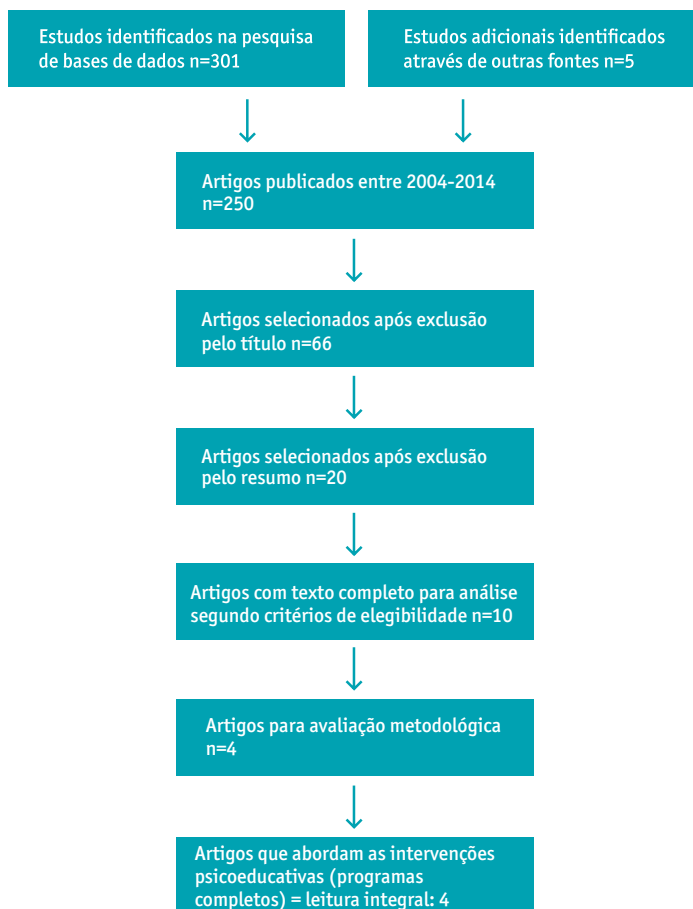 Estudos identificados na pesquisa
de bases de dados n=301
Estudos adicionais identificados
através de outras fontes n=5
Artigos publicados entre 2004-2014
n=250
Artigos selecionados após exclusão
pelo título n=66
Artigos selecionados após exclusão
pelo resumo n=20
Artigos com texto completo para análise
segundo critérios de elegibilidade n=10
Artigos para avaliação metodológica
n=4
Artigos que abordam as intervenções
psicoeducativas (programas
completos) = leitura integral: 4